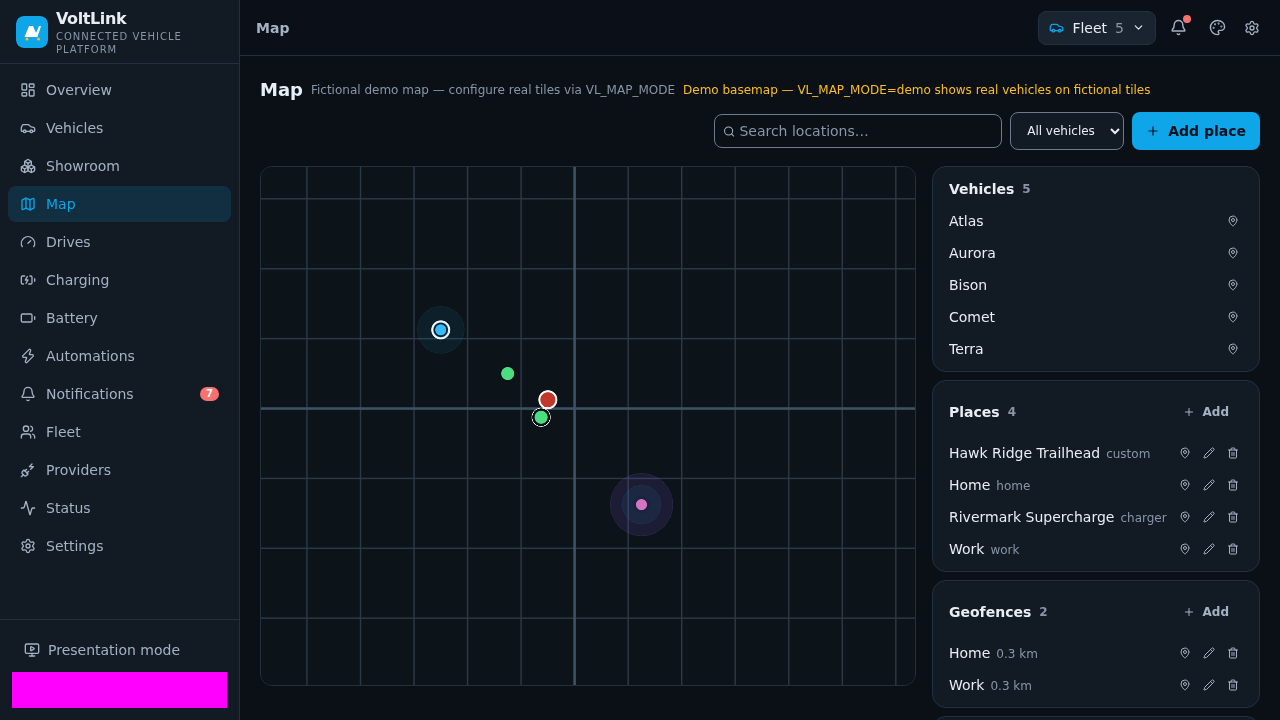 VoltLink
CONNECTED VEHICLE
PLATFORM
Overview
Vehicles
Showroom
Map
Drives
Charging
Battery
Automations
Notifications 7
Fleet
Providers
Status
Settings
Presentation mode
Map
Fleet 5
Map Fictional demo map — configure real tiles via VL_MAP_MODE Demo basemap — VL_MAP_MODE=demo shows real vehicles on fictional tiles
Search locations...
All vehicles
Add place
Vehicles 5
Atlas
Aurora
Bison
Comet
Terra
Places 4
Add
Hawk Ridge Trailhead custom
Home home
Rivermark Supercharge charger
Work work
Geofences 2
Add
Home 0.3 km
Work 0.3 km